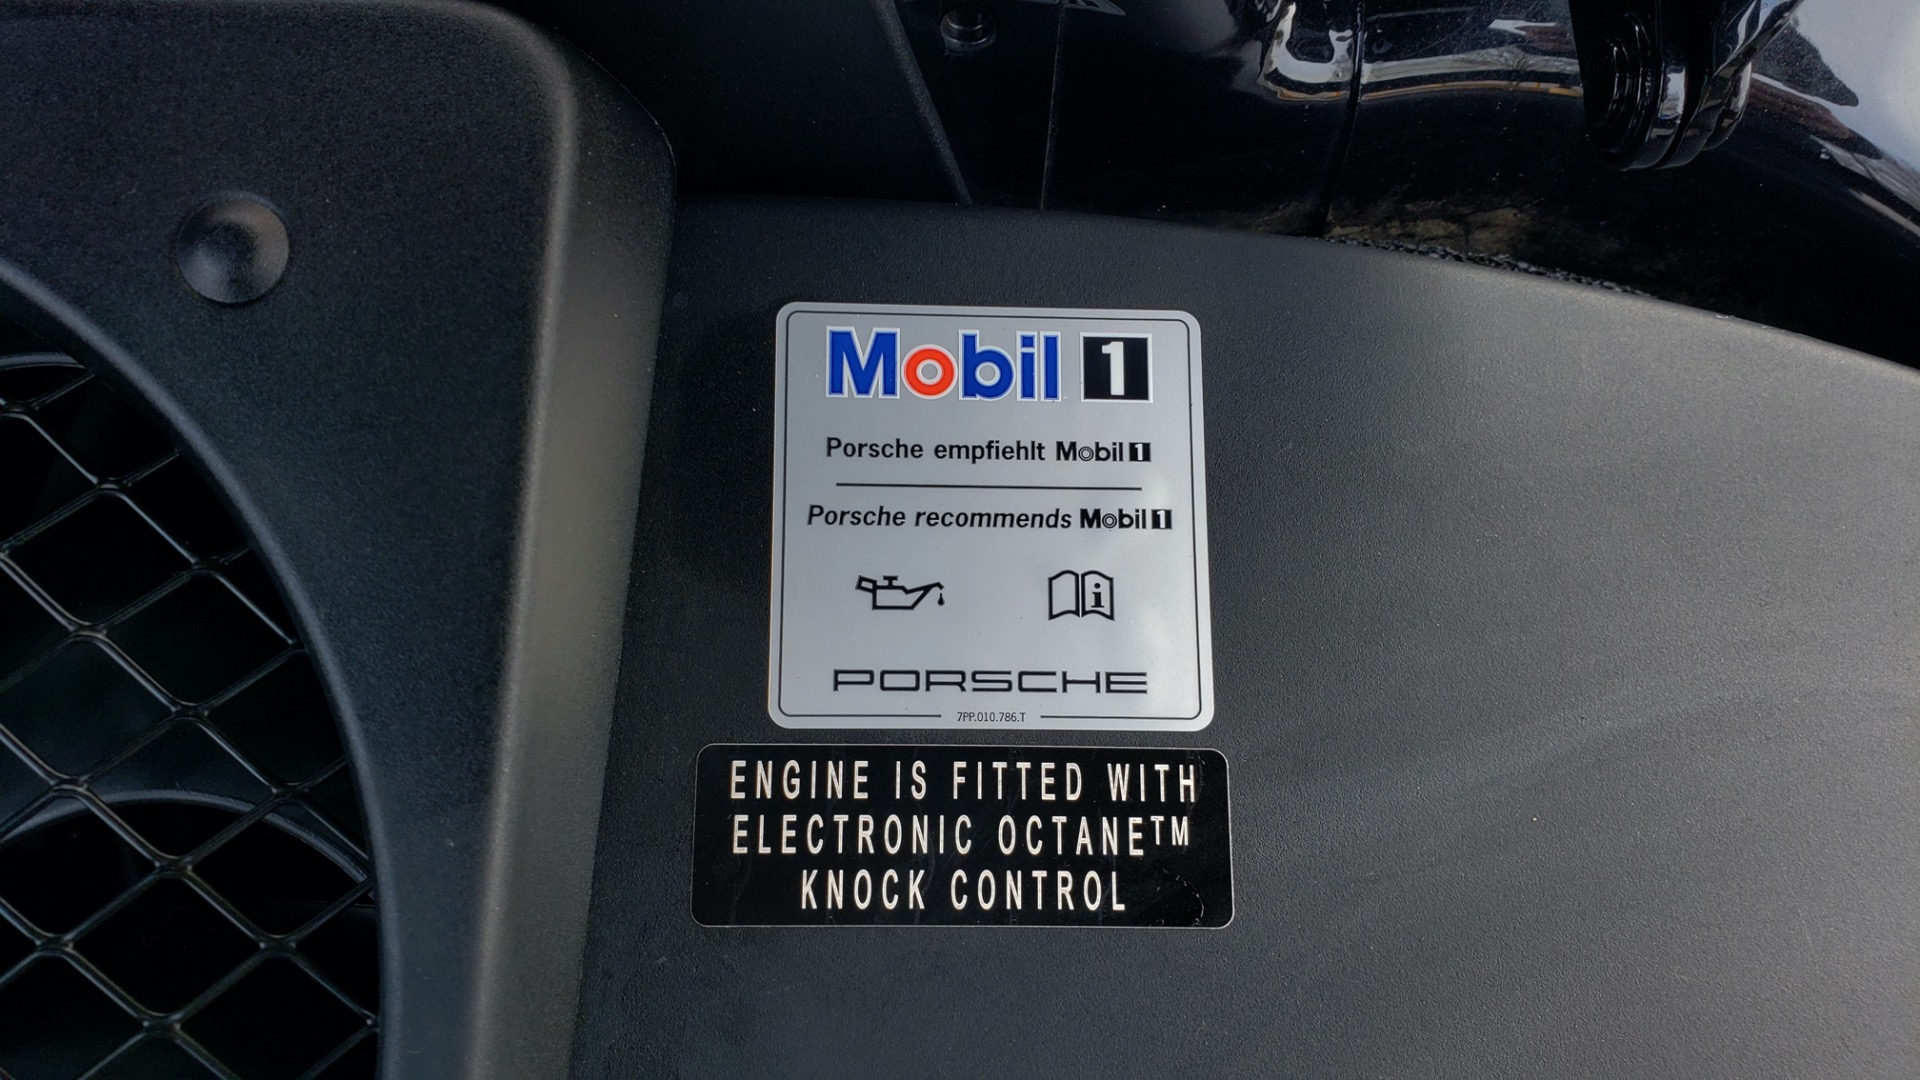 Mobil 1
Porsche empfiehlt Mobil 1
Porsche recommends Mobil 1
i
PORSCHE
7PP.010.786.T
ENGINE IS FITTED WITH
ELECTRONIC OCTANE™
KNOCK CONTROL